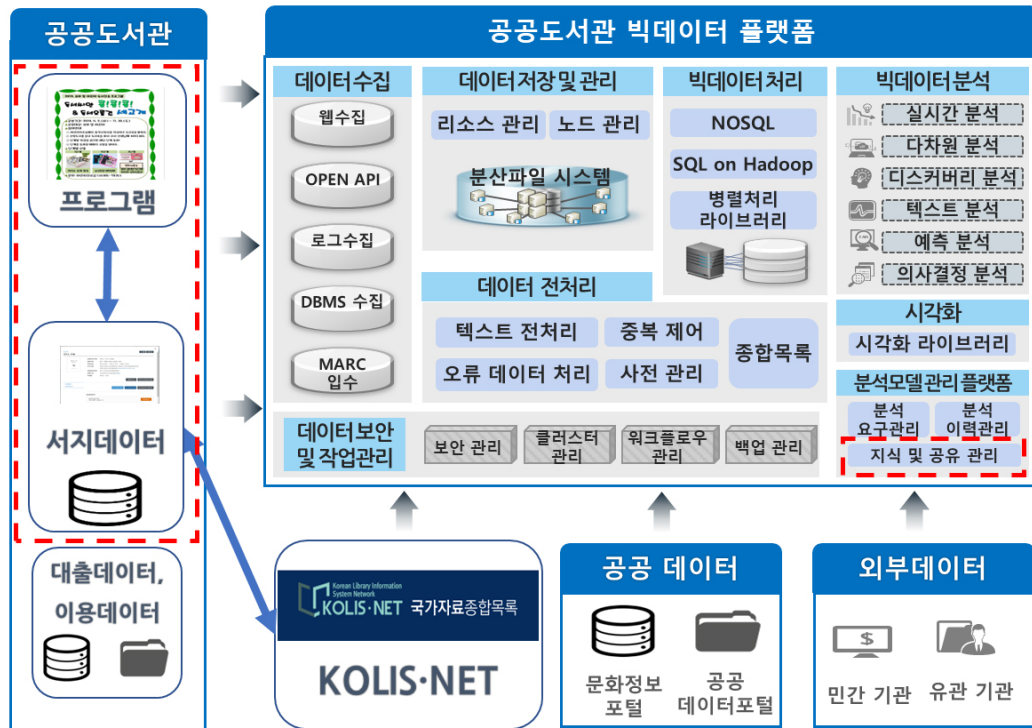 공공도서관
프로그램
서지데이터
대출데이터,
이용데이터
공공도서관 빅데이터 플랫폼
데이터 수집
웹수집
OPEN API
로그수집
DBMS 수집
MARC
입수
데이터 저장 및 관리
리소스 관리
노드 관리
분산파일 시스템
빅데이터 처리
NOSQL
SQL on Hadoop
병렬처리
라이브러리
데이터 전처리
텍스트 전처리
중복 제어
오류 데이터 처리
사전 관리
종합목록
빅데이터 분석
실시간 분석
다차원 분석
디스커버리 분석
텍스트 분석
예측 분석
의사결정 분석
시각화
시각화 라이브러리
분석모델 관리 플랫폼
분석
요구관리
분석
이력관리
지식 및 공유 관리
데이터 보안
및 작업관리
보안 관리
클러스터
관리
워크플로우
관리
백업 관리
Korean Library Information
System Network
KOLIS·NET 국가자료종합목록
KOLIS·NET
공공 데이터
문화정보
포털
공공
데이터포털
외부데이터
$
민간 기관
유관 기관